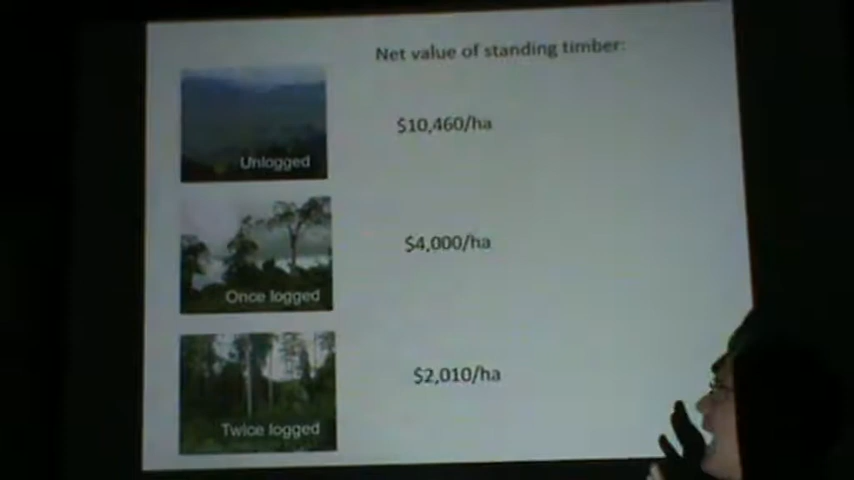 Net value of standing timber:
Unlogged
$10,460/ha
Once logged
$4,000/ha
Twice logged
$2,010/ha